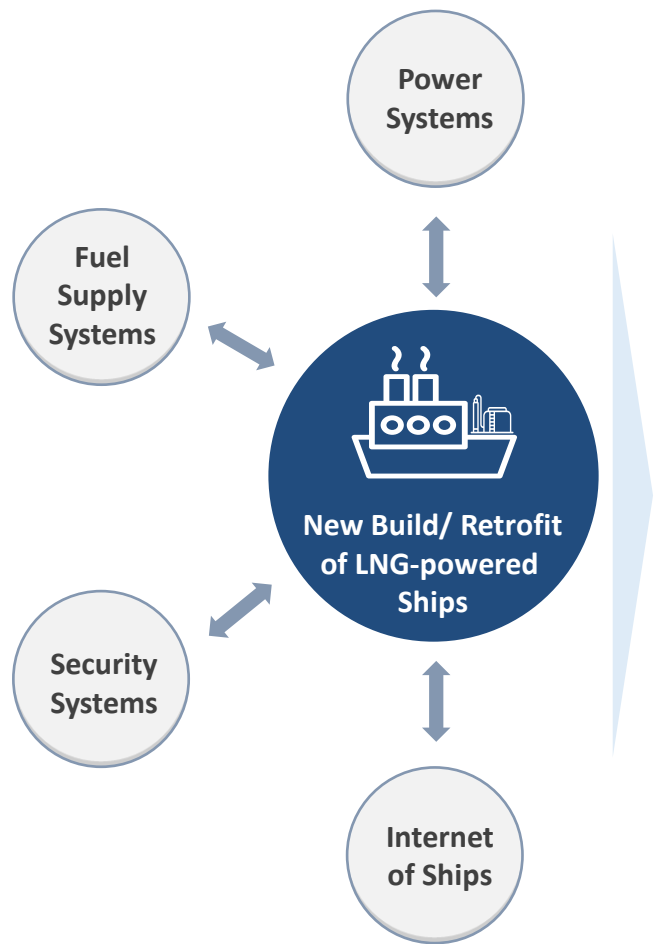 Power
Systems
Fuel
Supply
Systems
New Build/ Retrofit
of LNG-powered
Ships
Security
Systems
Internet
of Ships